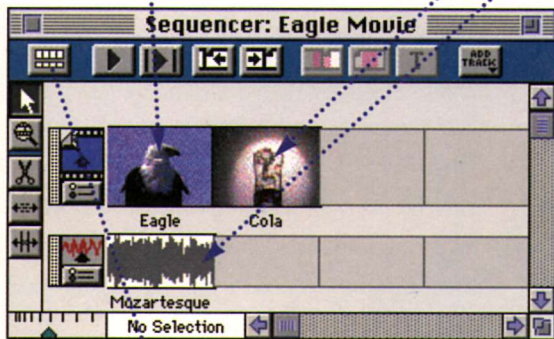 Sequencer: Eagle Movie
T
ADD TRACK
Eagle
Cola
Mozartesque
No Selection